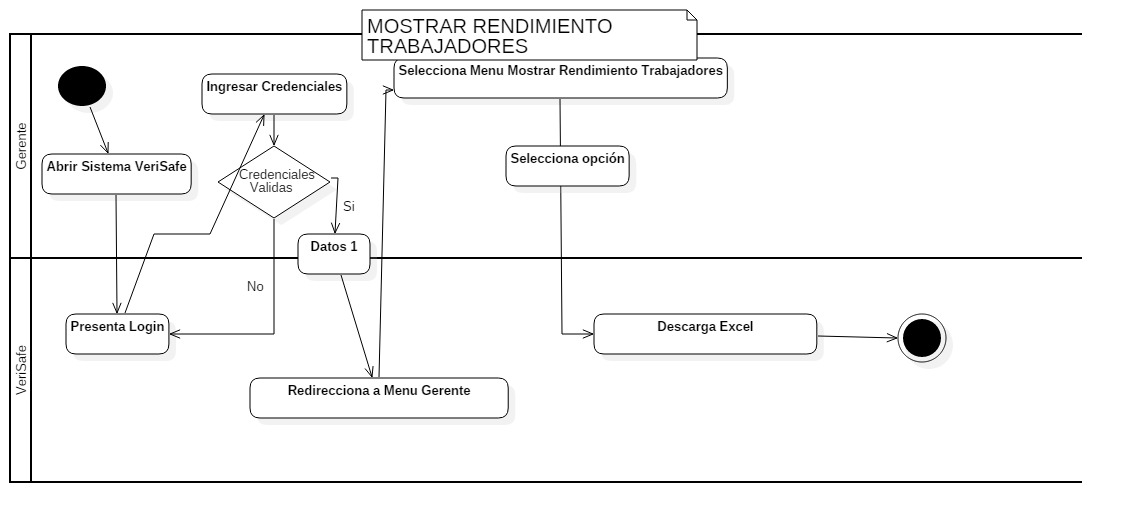 MOSTRAR RENDIMIENTO
TRABAJADORES
Gerente
Ingresar Credenciales
Selecciona Menu Mostrar Rendimiento Trabajadores
Abrir Sistema VeriSafe
Credenciales
Validas
Selecciona opción
Si
Datos 1
No
VeriSafe
Presenta Login
Descarga Excel
Redirecciona a Menu Gerente